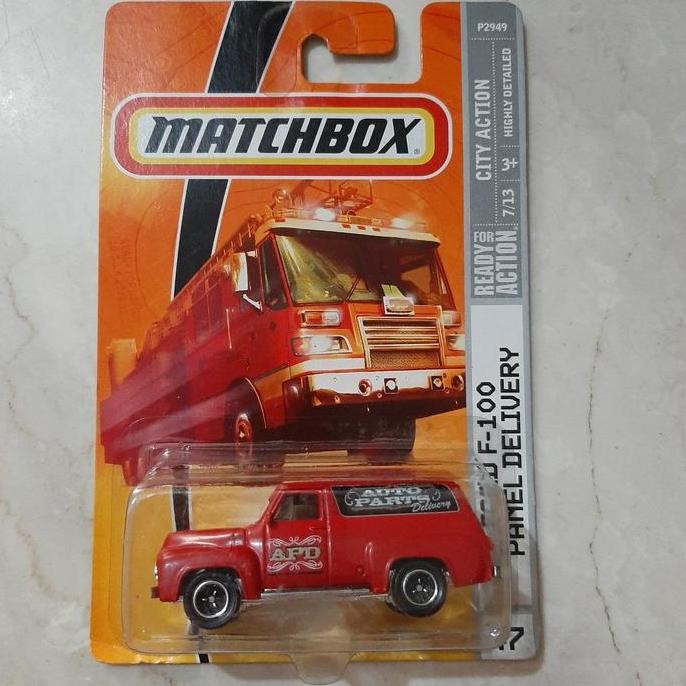 MATCHBOX
P2949
CITY ACTION
HIGHLY DETAILED
3+
7/13
READY FOR
ACTION
F-100
PANEL DELIVERY
AUTO
PARTS
Delivery
APD